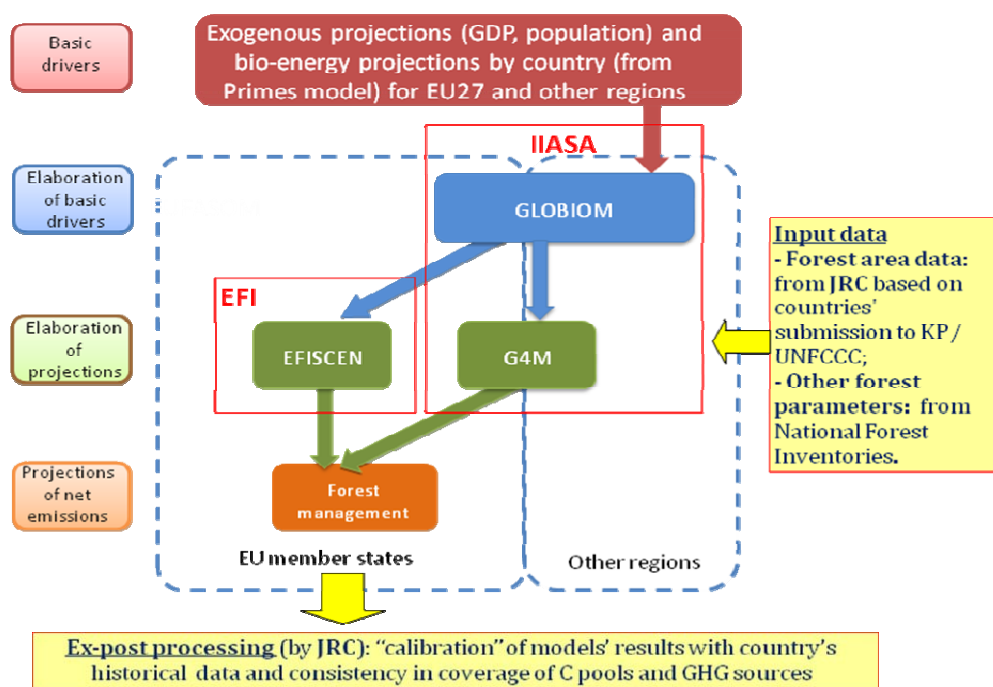 Basic
drivers
Exogenous projections (GDP, population) and
bio-energy projections by country (from
Primes model) for EU27 and other regions
IIASA
Elaboration
of basic
drivers
GLOBIOM
Input data
- Forest area data:
from JRC based on
countries'
submission to KP/
UNFCCC;
- Other forest
parameters: from
National Forest
Inventories.
EFI
Elaboration
of
projections
EFISCEN
G4M
Projections
of net
emissions
Forest
management
EU member states
Other regions
Ex-post processing (by JRC): "calibration" of models' results with country's
historical data and consistency in coverage of C pools and GHG sources